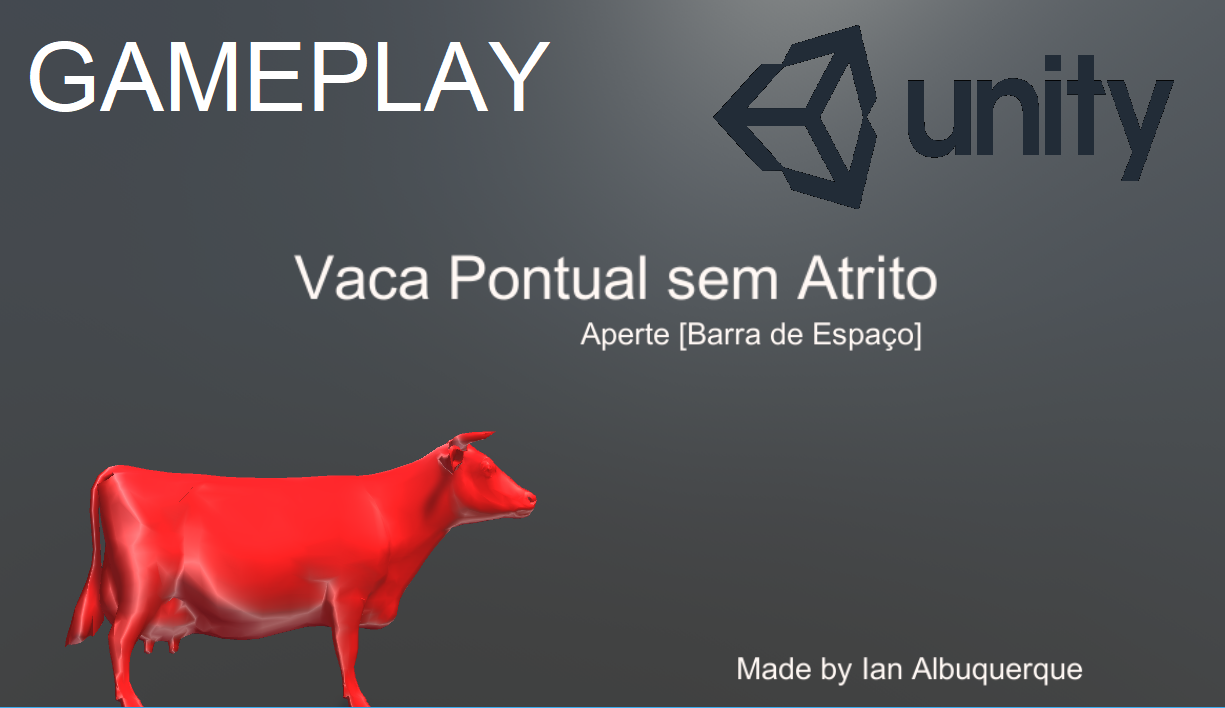 GAMEPLAY
unity
Vaca Pontual sem Atrito
Aperte [Barra de Espaço]
Made by Ian Albuquerque